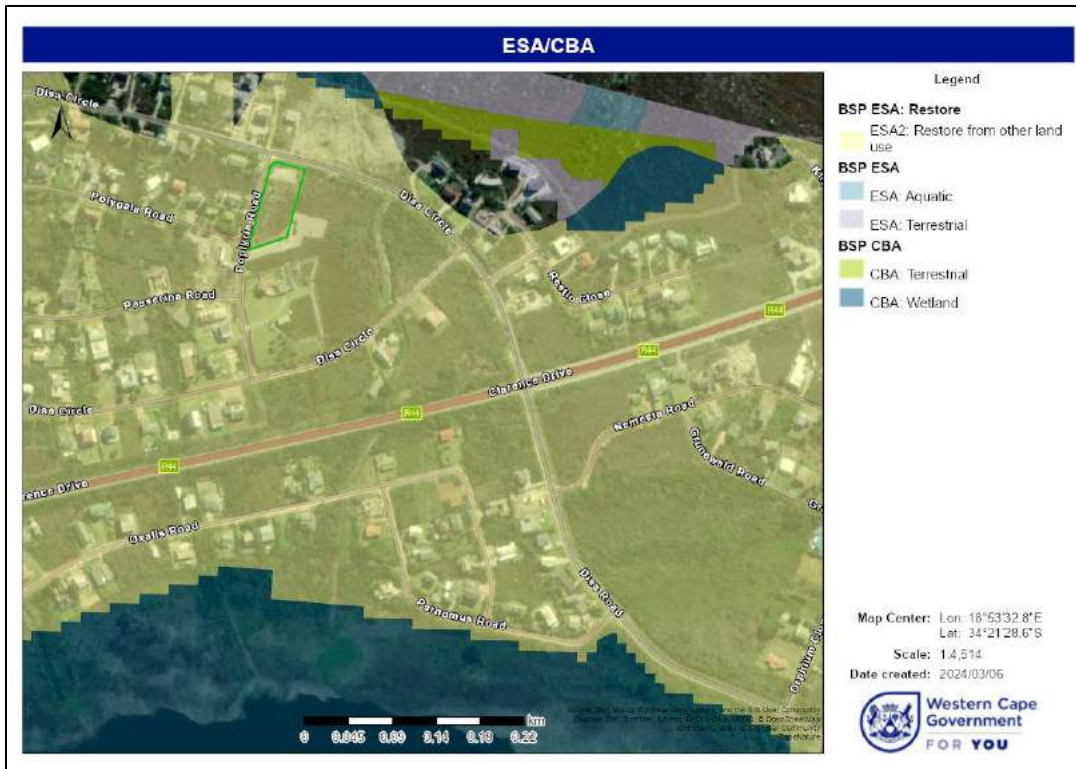 ESA/CBA
Disa Circle
Polygala Road
Passerina Road
Disa Circle
Disa Circle
Disa Circle
Restio Close
Clarence Drive
R44
R44
R44
R44
Nemesia Road
Grunewald Road
Oxalis Road
Disa Road
km
0 0.045 0.09 0.14 0.18 0.22
Legend
BSP ESA: Restore
ESA2: Restore from other land
use
BSP ESA
ESA: Aquatic
ESA: Terrestrial
BSP CBA
CBA: Terrestrial
CBA: Wetland
Map Center: Lon: 18°53'32.8"E
Lat: 34°21'28.6"S
Scale: 1:4,514
Date created: 2024/03/06
Western Cape
Government
FOR YOU